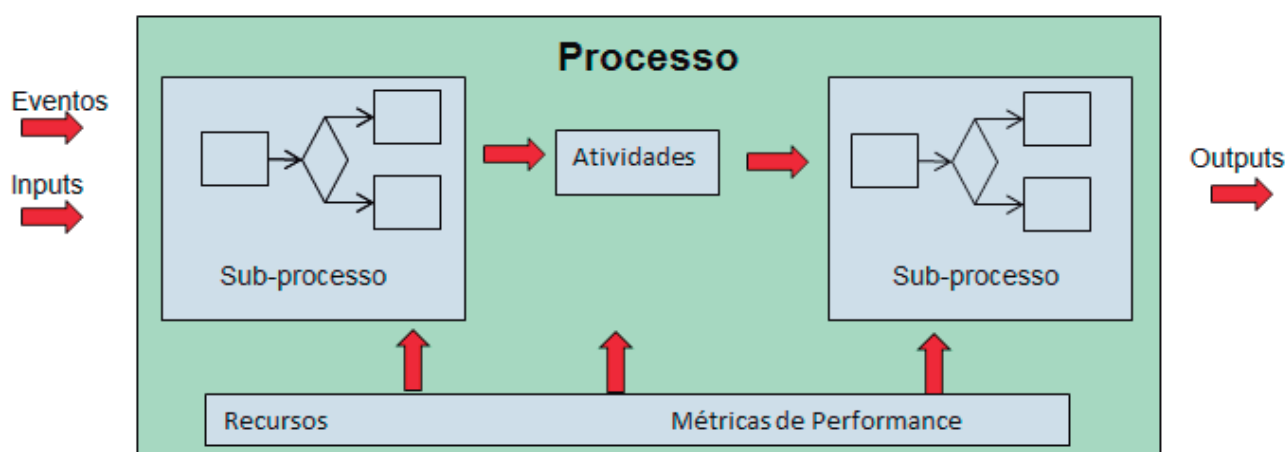 Processo
Eventos
Inputs
Atividades
Outputs
Sub-processo
Sub-processo
Recursos
Métricas de Performance